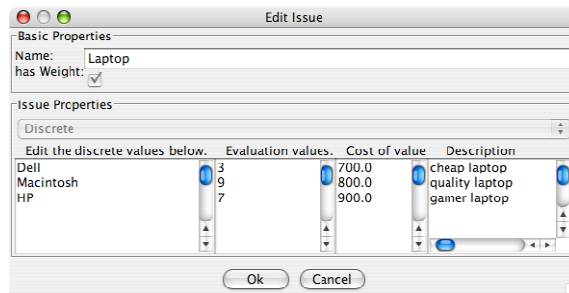 Edit Issue
Basic Properties
Name: Laptop
has Weight:
Issue Properties
Discrete
Edit the discrete values below. Evaluation values. Cost of value Description
Dell 3 700.0 cheap laptop
Macintosh 9 800.0 quality laptop
HP 7 900.0 gamer laptop
Ok Cancel